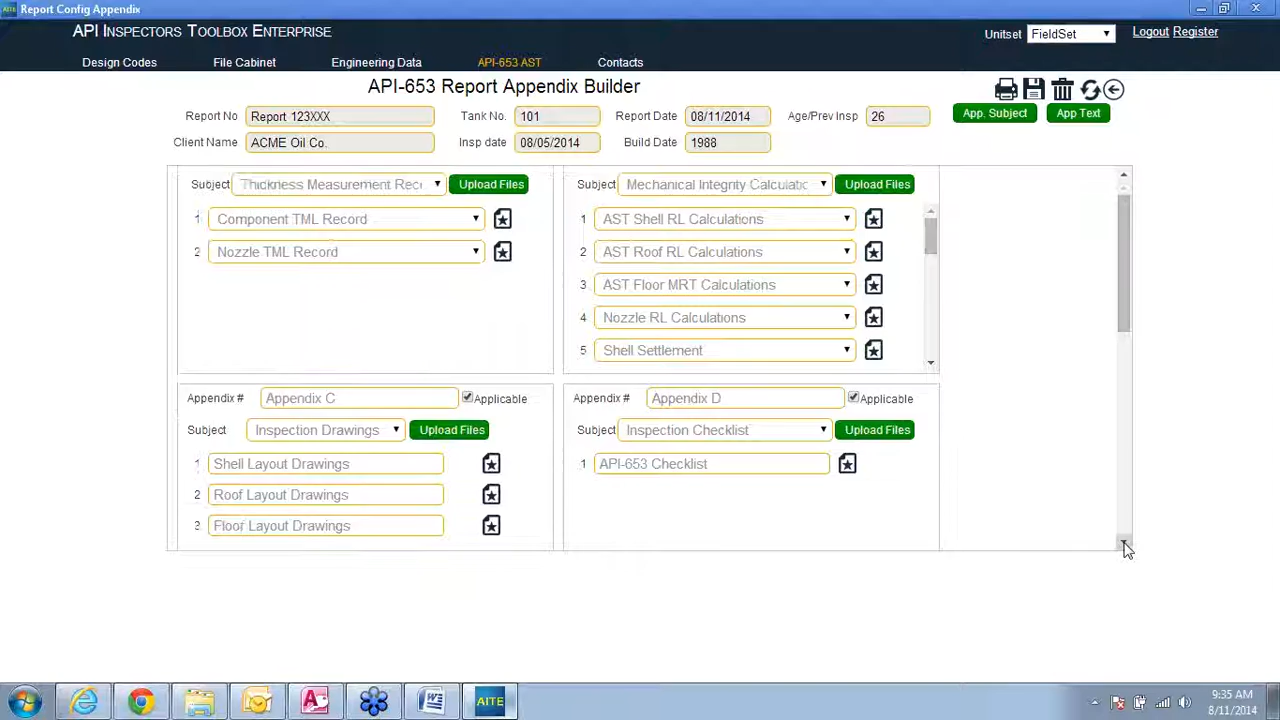 Report Config Appendix
API INSPECTORS TOOLBOX ENTERPRISE
Unitset FieldSet Logout Register
Design Codes File Cabinet Engineering Data API-653 AST Contacts
API-653 Report Appendix Builder
Report No Report 123XXX Tank No. 101 Report Date 08/11/2014 Age/Prev Insp 26 App. Subject App Text
Client Name ACME Oil Co. Insp date 08/05/2014 Build Date 1988
Subject Thickness Measurement Rec Upload Files
1 Component TML Record
2 Nozzle TML Record
Subject Mechanical Integrity Calculatic Upload Files
1 AST Shell RL Calculations
2 AST Roof RL Calculations
3 AST Floor MRT Calculations
4 Nozzle RL Calculations
5 Shell Settlement
Appendix # Appendix C Applicable
Subject Inspection Drawings Upload Files
1 Shell Layout Drawings
2 Roof Layout Drawings
3 Floor Layout Drawings
Appendix # Appendix D Applicable
Subject Inspection Checklist Upload Files
1 API-653 Checklist
AITE
9:35 AM
8/11/2014